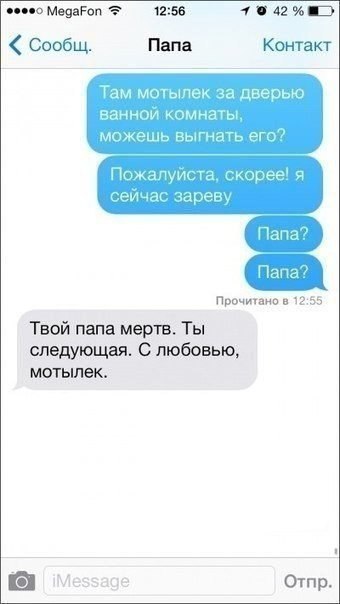 MegaFon 12:56 42 %
Сообщ. Папа Контакт
Там мотылек за дверью
ванной комнаты,
можешь выгнать его?
Пожалуйста, скорее! я
сейчас зареву
Папа?
Папа?
Прочитано в 12:55
Твой папа мертв. Ты
следующая. С любовью,
мотылек.
iMessage Отпр.